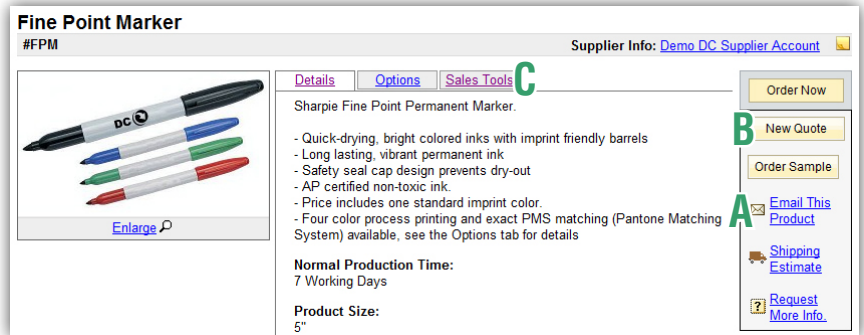 Fine Point Marker
#FPM
Supplier Info: Demo DC Supplier Account
DC
Enlarge
Details Options Sales Tools C
Sharpie Fine Point Permanent Marker.
- Quick-drying, bright colored inks with imprint friendly barrels
- Long lasting, vibrant permanent ink
- Safety seal cap design prevents dry-out
- AP certified non-toxic ink.
- Price includes one standard imprint color.
- Four color process printing and exact PMS matching (Pantone Matching
System) available, see the Options tab for details
Normal Production Time:
7 Working Days
Product Size:
5"
Order Now
B New Quote
Order Sample
A Email This
Product
Shipping
Estimate
Request
More Info.